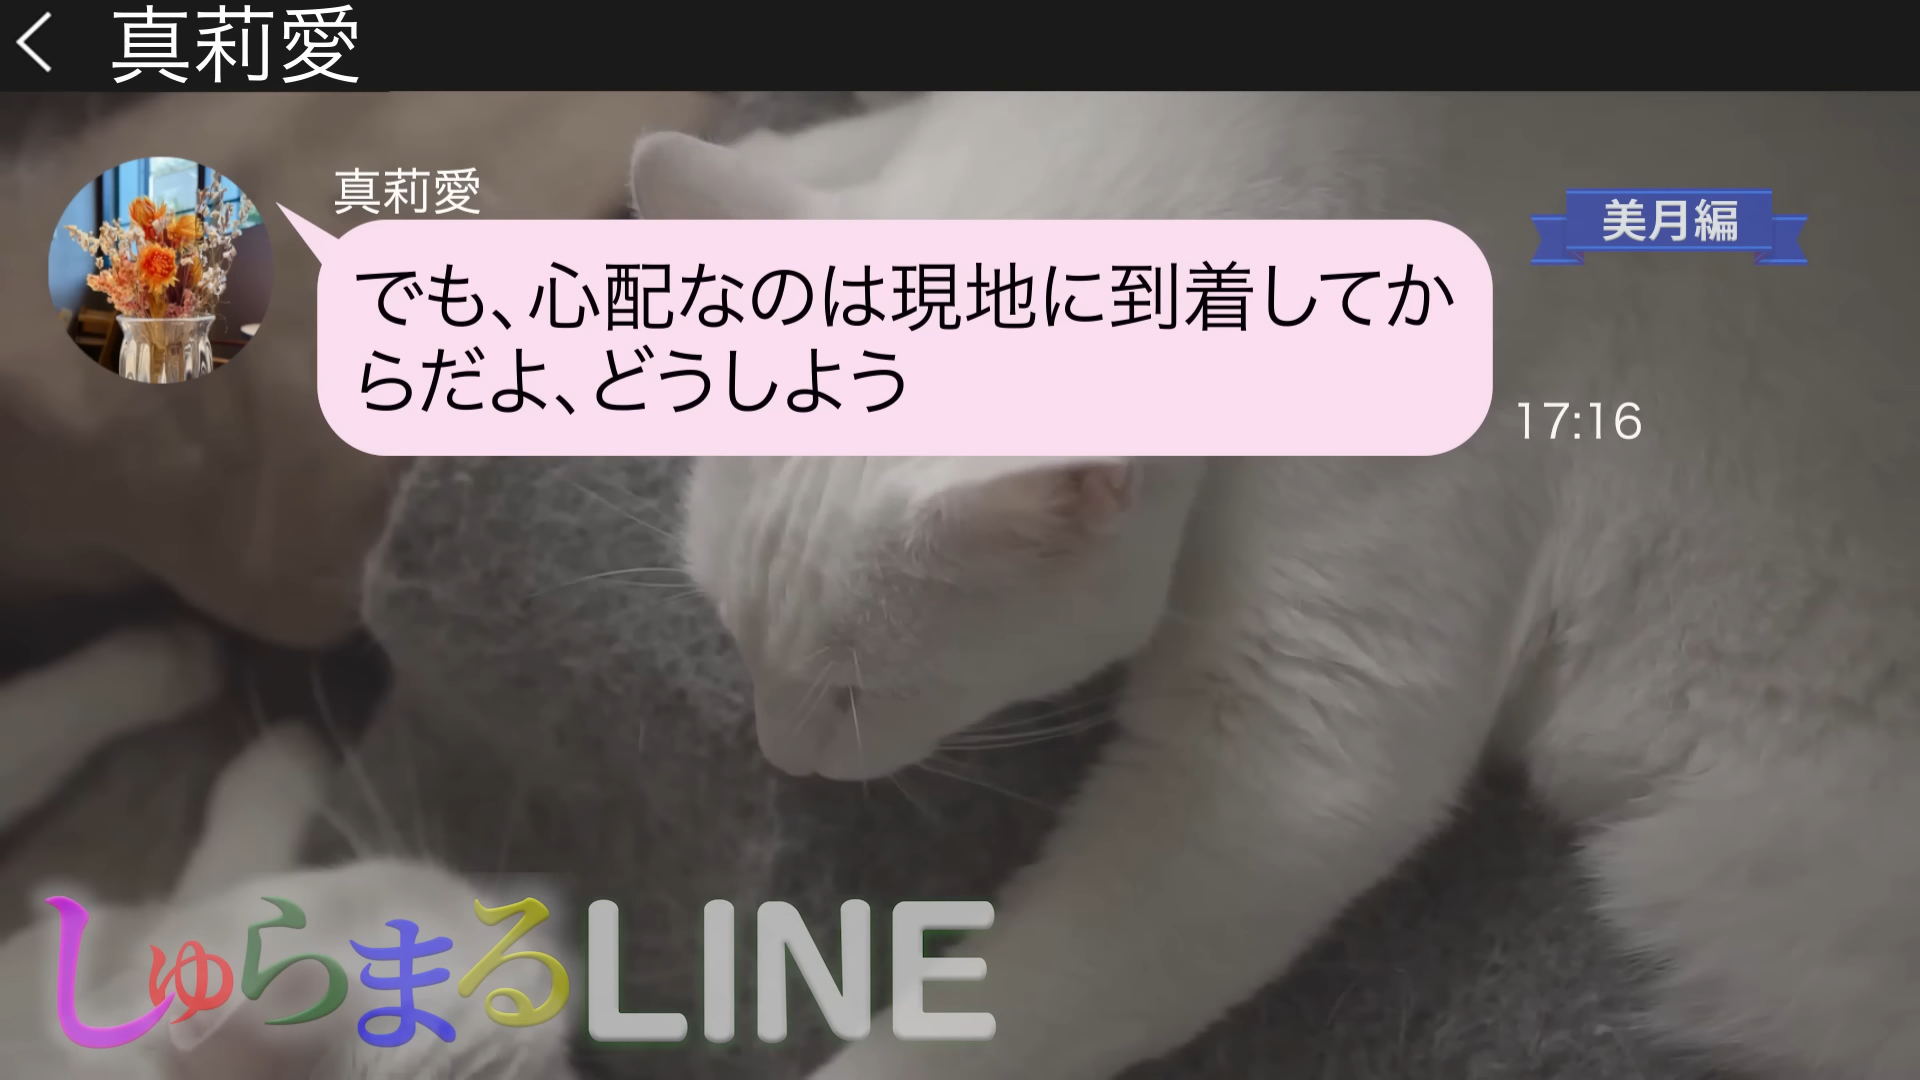 真莉愛
真莉愛
美月編
でも、心配なのは現地に到着してか
らだよ、どうしよう
17:16
しゅらまるLINE